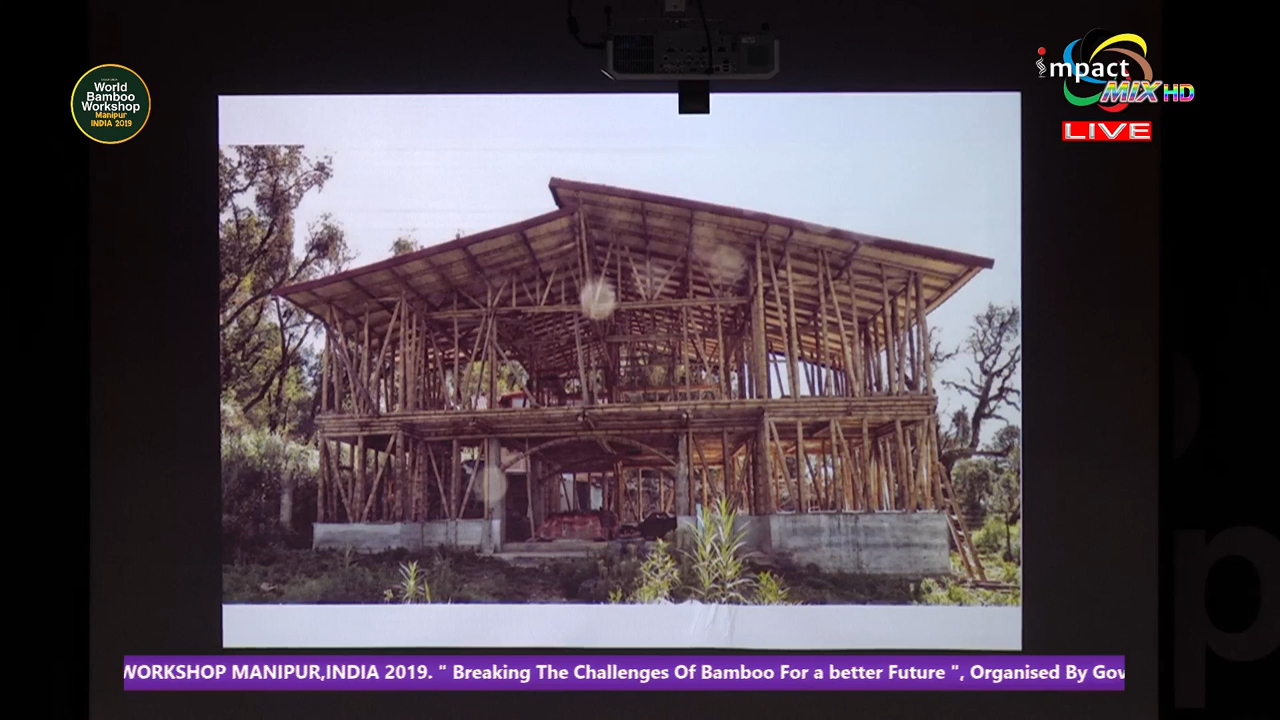 World
Bamboo
Workshop
Manipur
INDIA 2019
impact
MIX HD
LIVE
WORKSHOP MANIPUR,INDIA 2019. " Breaking The Challenges Of Bamboo For a better Future ", Organised By Gov